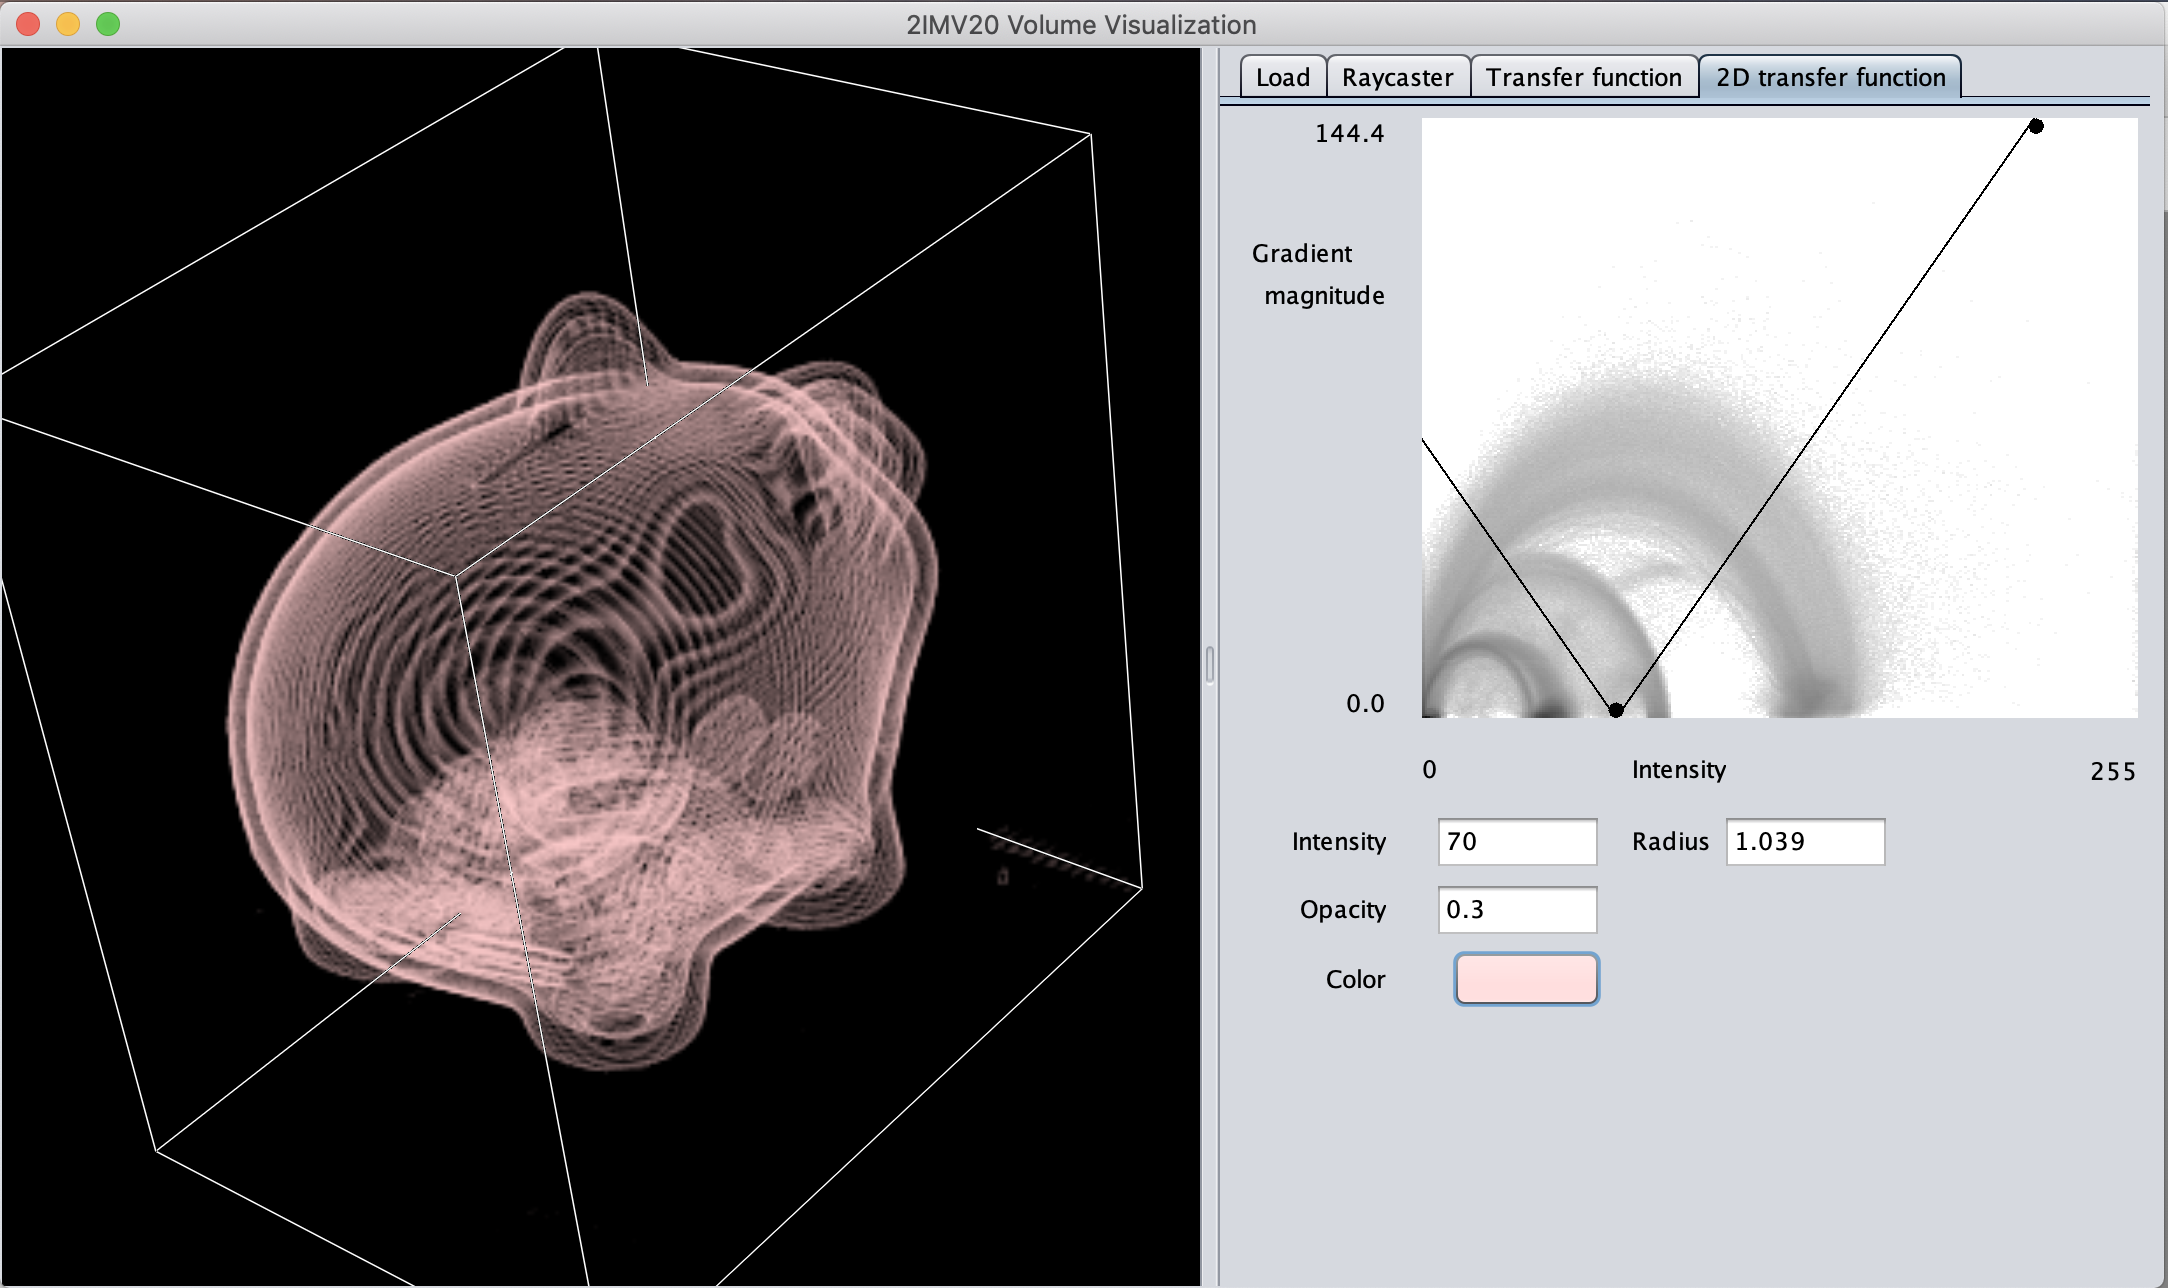 2IMV20 Volume Visualization
Load
Raycaster
Transfer function
2D transfer function
144.4
Gradient
magnitude
0.0
0
Intensity
255
Intensity
70
Radius
1.039
Opacity
0.3
Color